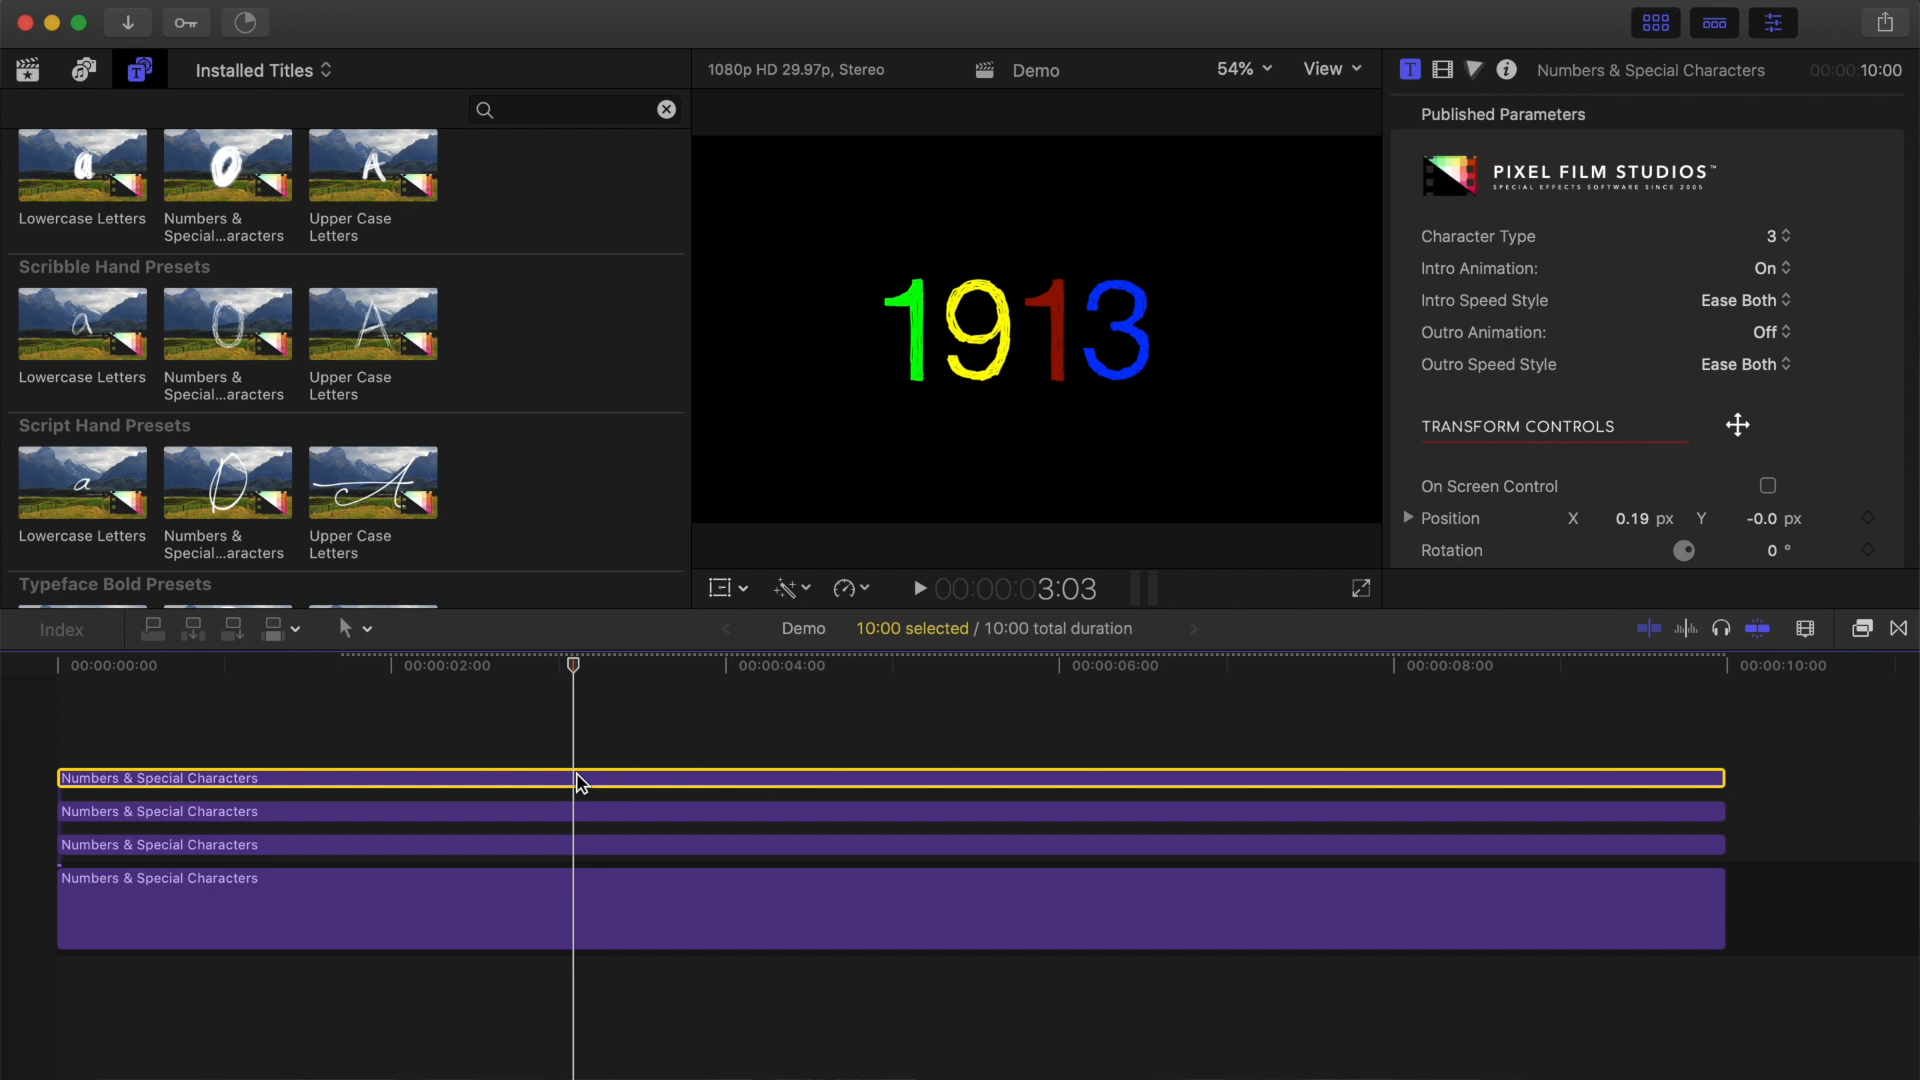 Installed Titles
1080p HD 29.97p, Stereo
Demo
54%
View
Numbers & Special Characters
00:00:10:00
Lowercase Letters
Numbers &
Special...aracters
Upper Case
Letters
Scribble Hand Presets
Lowercase Letters
Numbers &
Special...aracters
Upper Case
Letters
Script Hand Presets
Lowercase Letters
Numbers &
Special...aracters
Upper Case
Letters
Typeface Bold Presets
a
0
A
a
0
A
a
0
A
1913
00:00:03:03
Published Parameters
PIXEL FILM STUDIOS™
SPECIAL EFFECTS SOFTWARE SINCE 2005
Character Type 3
Intro Animation: On
Intro Speed Style Ease Both
Outro Animation: Off
Outro Speed Style Ease Both
TRANSFORM CONTROLS
On Screen Control
Position X 0.19 px Y -0.0 px
Rotation 0 °
Index
Demo
10:00 selected / 10:00 total duration
00:00:00:00
00:00:02:00
00:00:04:00
00:00:06:00
00:00:08:00
00:00:10:00
Numbers & Special Characters
Numbers & Special Characters
Numbers & Special Characters
Numbers & Special Characters